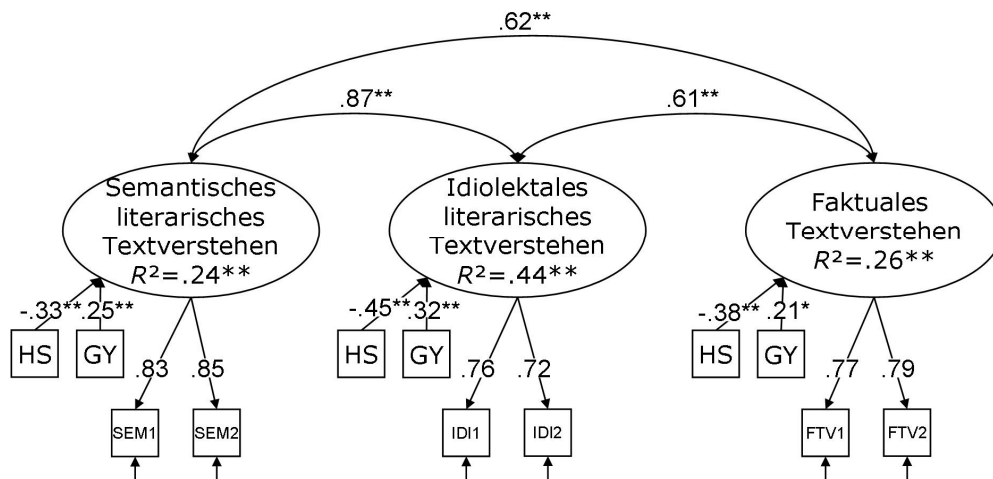 .62**
.87**
.61**
Semantisches
literarisches
Textverstehen
R²=.24**
Idiolektales
literarisches
Textverstehen
R²=.44**
Faktuales
Textverstehen
R²=.26**
-.33** .25**
-.45** .32**
-.38** .21*
HS GY
HS GY
HS GY
.83 .85
.76 .72
.77 .79
SEM1 SEM2
IDI1 IDI2
FTV1 FTV2